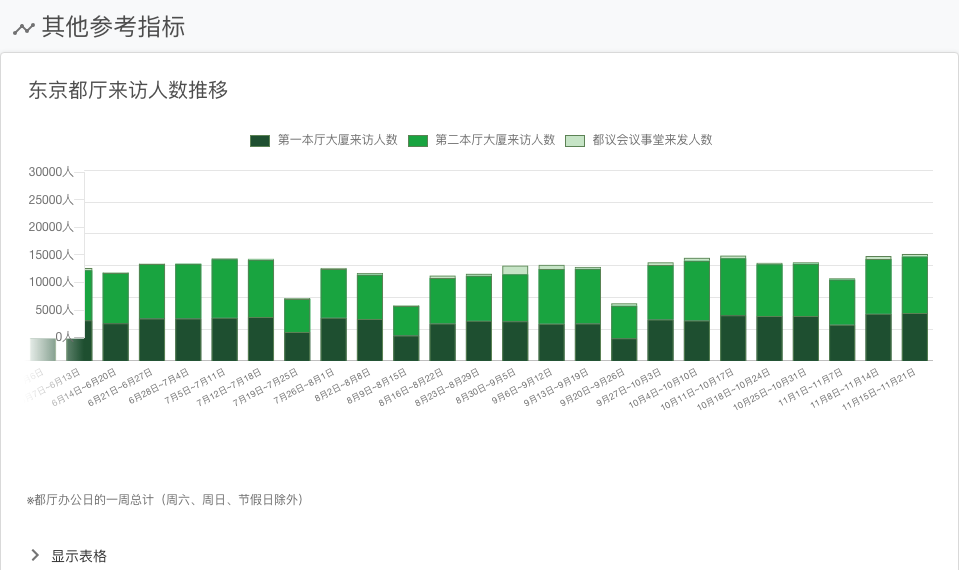 其他参考指标
东京都厅来访人数推移
第一本厅大厦来访人数 第二本厅大厦来访人数 都议会议事堂来发人数
30000人
25000人
20000人
15000人
10000人
5000人
0人
6月14日~6月20日
6月21日~6月27日
6月28日~7月4日
7月5日~7月11日
7月12日~7月18日
7月19日~7月25日
7月26日~8月1日
8月2日~8月8日
8月9日~8月15日
8月16日~8月22日
8月23日~8月29日
8月30日~9月5日
9月6日~9月12日
9月13日~9月19日
9月20日~9月26日
9月27日~10月3日
10月4日~10月10日
10月11日~10月17日
10月18日~10月24日
10月25日~10月31日
11月1日~11月7日
11月8日~11月14日
11月15日~11月21日
※都厅办公日的一周总计（周六、周日、节假日除外）
显示表格